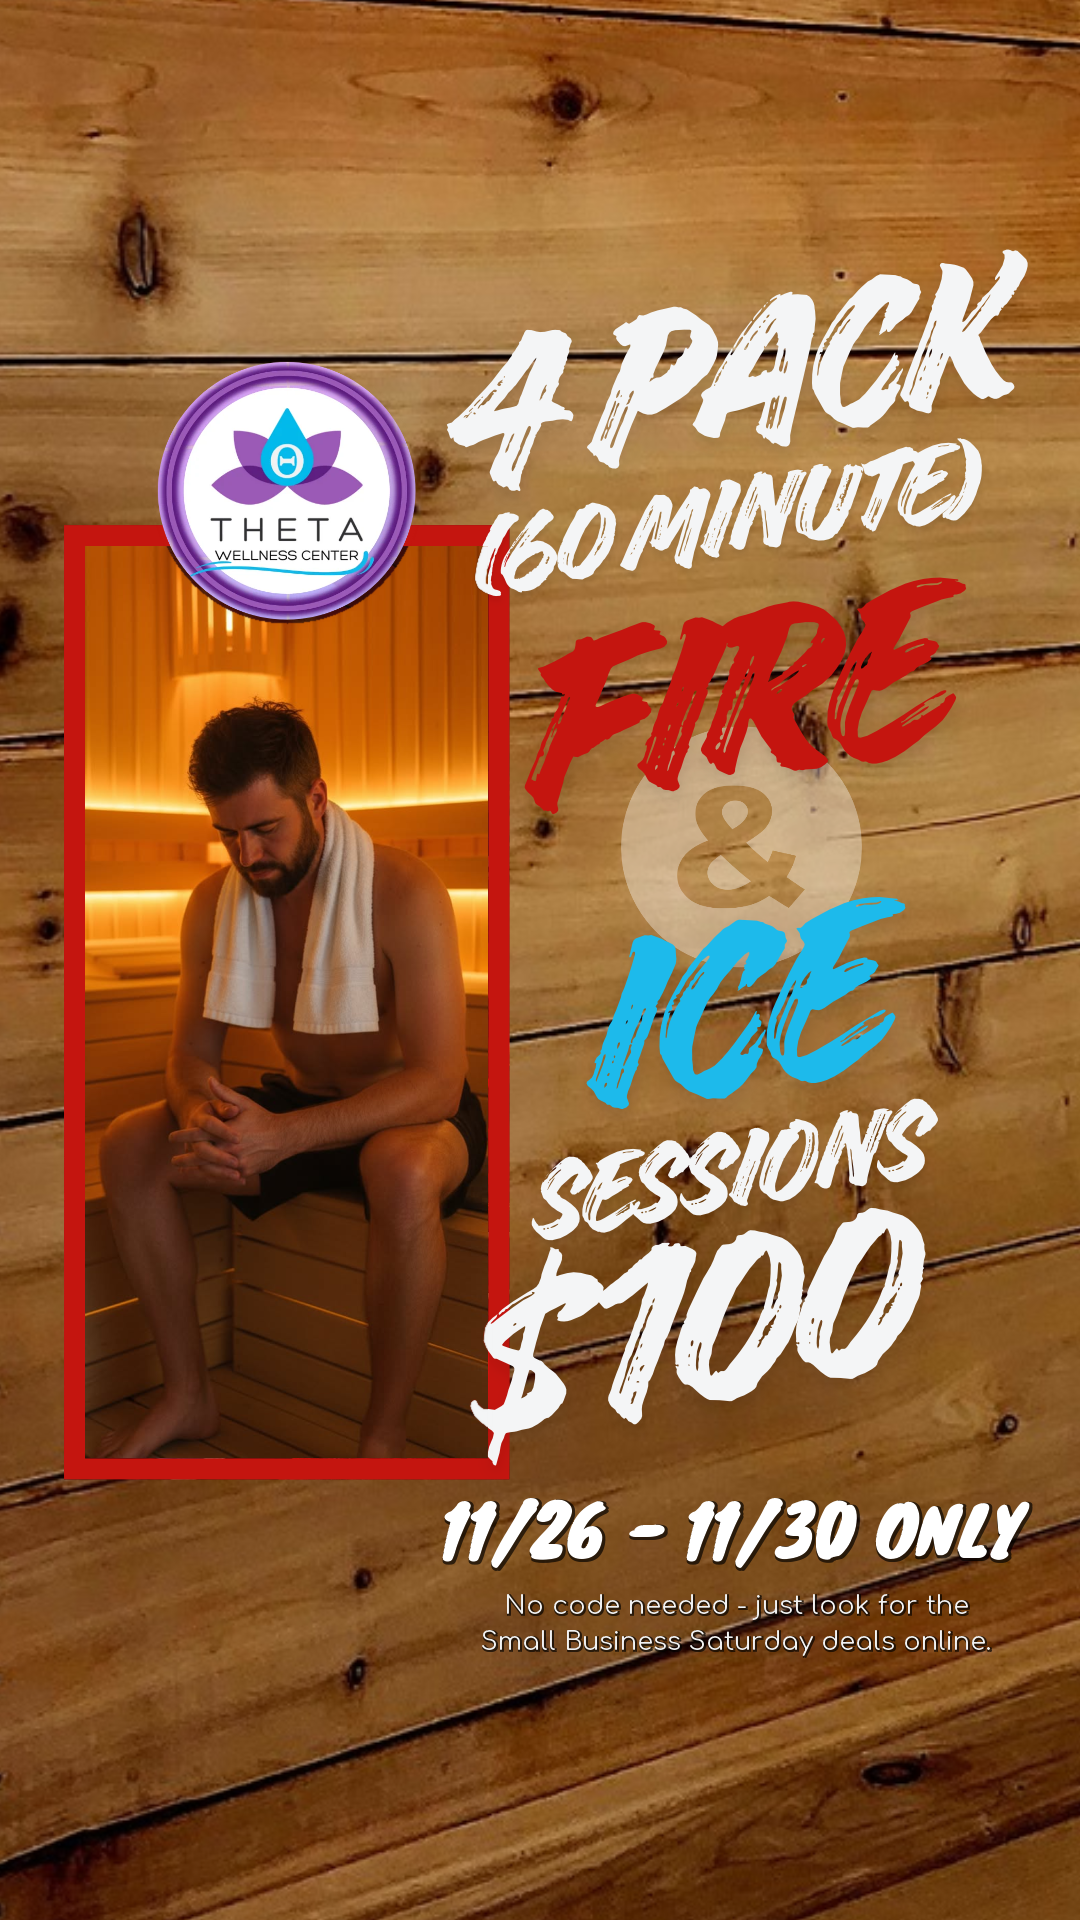 Θ
THETA
WELLNESS CENTER
4 PACK
(60 MINUTE)
FIRE
&
ICE
SESSIONS
$100
11/26 - 11/30 ONLY
No code needed - just look for the
Small Business Saturday deals online.